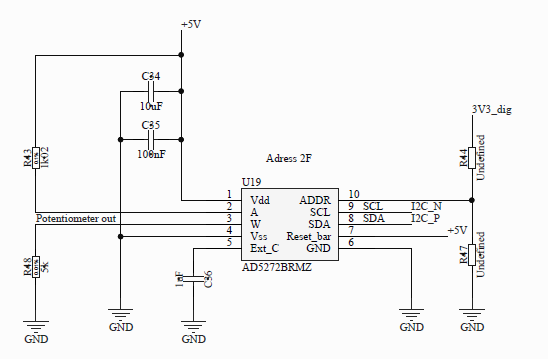 +5V
C34
10uF
3V3_dig
C35
100nF
R43
1k02
Adress 2F
R44
Undefined
U19
1 Vdd ADDR 10
2 A SCL 9 SCL I2C_N
Potentiometer out 3 W SDA 8 SDA I2C_P
4 Vss Reset_bar 7 +5V
5 Ext_C GND 6
AD5272BRMZ
R48
5k
1uF
C36
R47
Undefined
GND
GND
GND
GND
GND